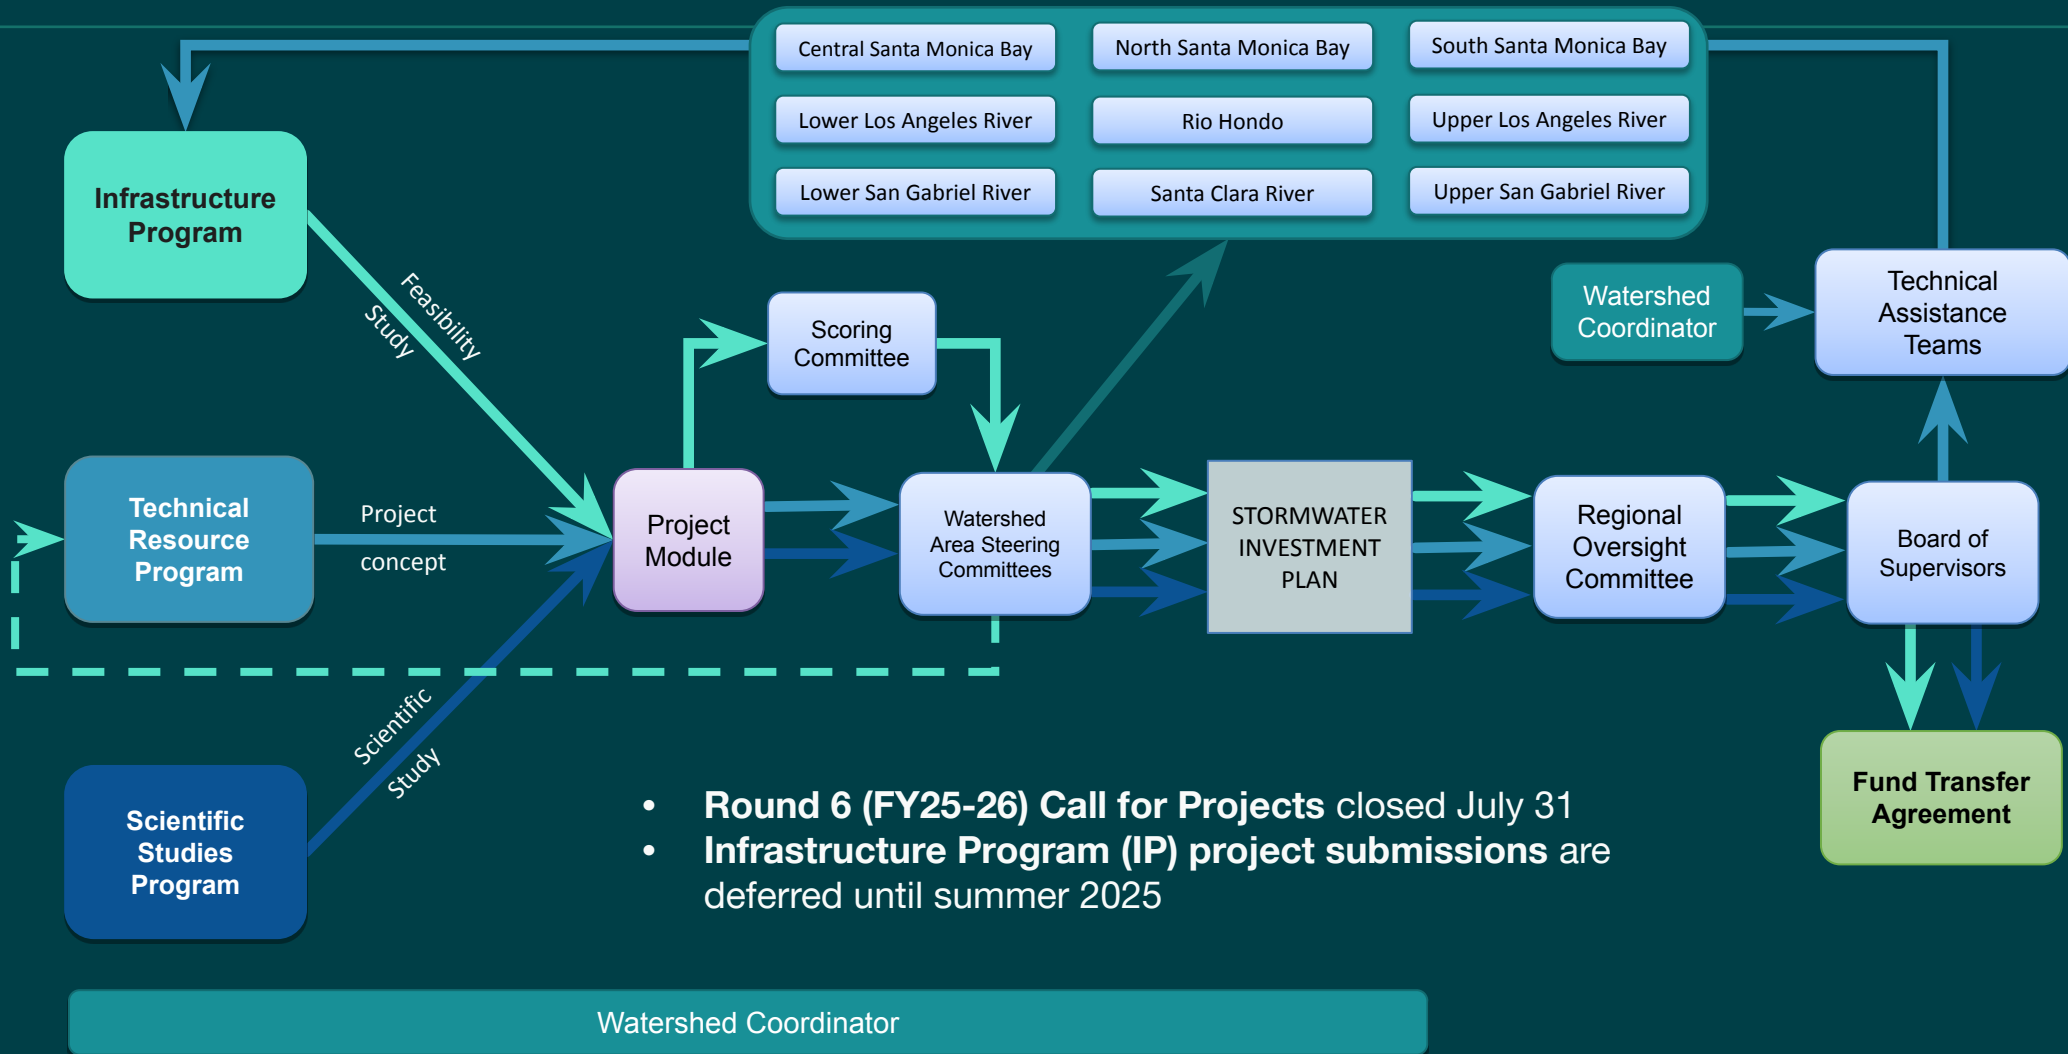 Central Santa Monica Bay
North Santa Monica Bay
South Santa Monica Bay
Lower Los Angeles River
Rio Hondo
Upper Los Angeles River
Lower San Gabriel River
Santa Clara River
Upper San Gabriel River
Infrastructure
Program
Feasibility
Study
Scoring
Committee
Watershed
Coordinator
Technical
Assistance
Teams
Technical
Resource
Program
Project
concept
Project
Module
Watershed
Area Steering
Committees
STORMWATER
INVESTMENT
PLAN
Regional
Oversight
Committee
Board of
Supervisors
Scientific
Study
Scientific
Studies
Program
• Round 6 (FY25-26) Call for Projects closed July 31
• Infrastructure Program (IP) project submissions are
deferred until summer 2025
Fund Transfer
Agreement
Watershed Coordinator